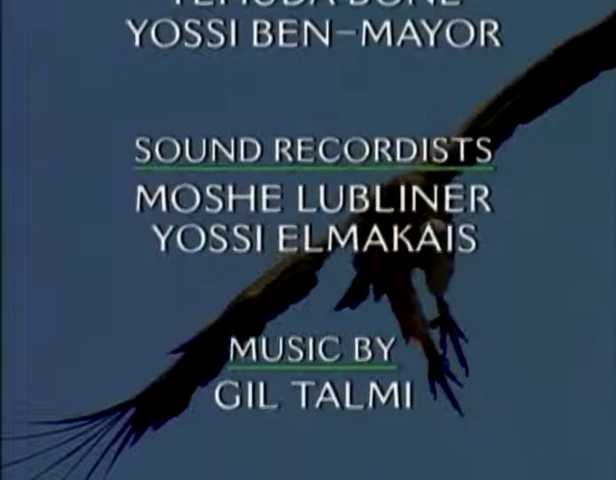 YOSSI BEN-MAYOR
SOUND RECORDISTS
MOSHE LUBLINER
YOSSI ELMAKAIS
MUSIC BY
GIL TALMI